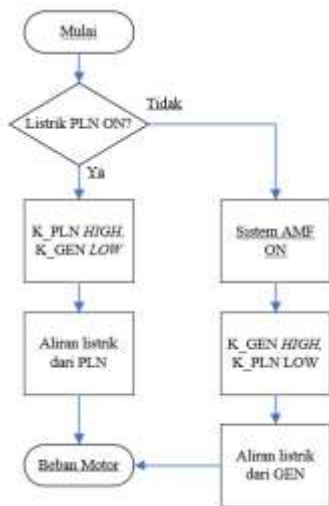 Mulai
Listrik PLN ON?
Tidak
Ya
K_PLN HIGH,
K_GEN LOW
Sistem AMF
ON
Aliran listrik
dari PLN
K_GEN HIGH,
K_PLN LOW
Beban Motor
Aliran listrik
dari GEN